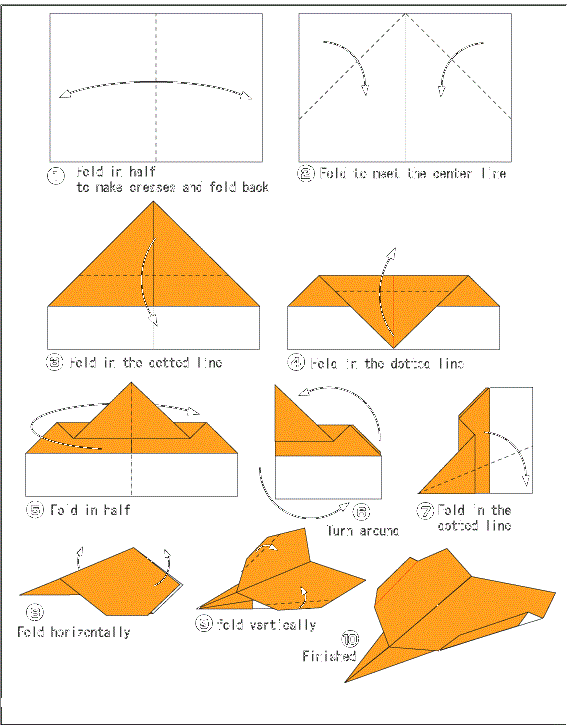 ① Fold in half
to make creases and fold back
② Fold to meet the center line
③ Fold in the dotted line
④ Fold in the dotted line
⑤ Fold in half
⑥
Turn around
⑦ Fold in the
dotted line
Fold horizontally
⑨ fold vertically
⑩
Finished